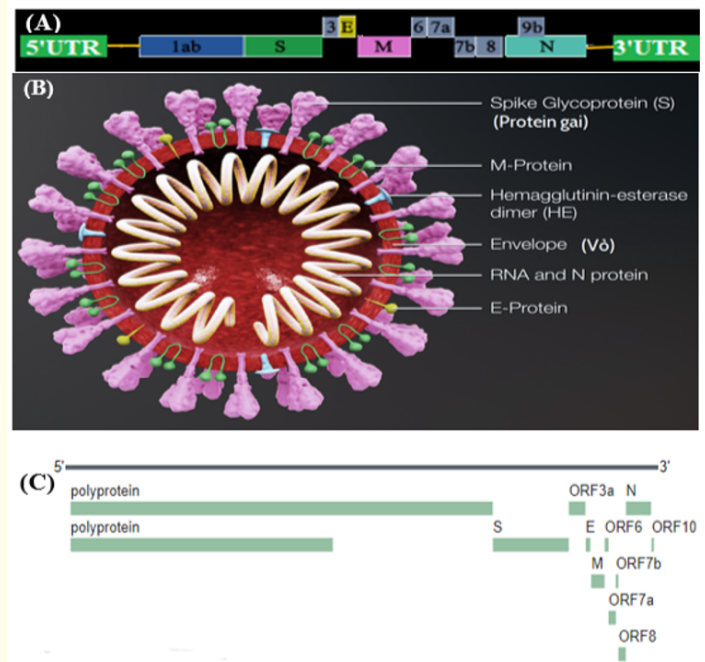 (A)
3 E 6 7a 9b
5'UTR 1ab S M 7b 8 N 3'UTR
(B)
Spike Glycoprotein (S)
(Protein gai)
M-Protein
Hemagglutinin-esterase
dimer (HE)
Envelope (Vỏ)
RNA and N protein
E-Protein
(C)
5' 3'
polyprotein ORF3a N
polyprotein S E ORF6 ORF10
M ORF7b
ORF7a
ORF8